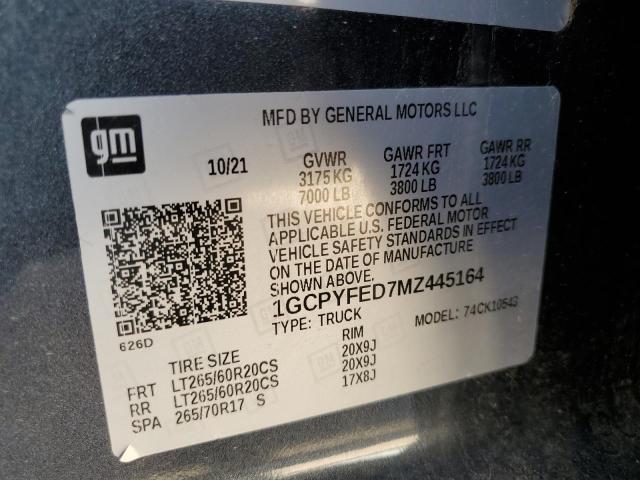 MFD BY GENERAL MOTORS LLC
gm
10/21 GVWR GAWR FRT GAWR RR
3175 KG 1724 KG 1724 KG
7000 LB 3800 LB 3800 LB
THIS VEHICLE CONFORMS TO ALL
APPLICABLE U.S. FEDERAL MOTOR
VEHICLE SAFETY STANDARDS IN EFFECT
ON THE DATE OF MANUFACTURE
SHOWN ABOVE.
1GCPYFED7MZ445164
TYPE: TRUCK MODEL: 74CK10543
626D
TIRE SIZE RIM
FRT LT265/60R20CS 20X9J
RR LT265/60R20CS 20X9J
SPA 265/70R17 S 17X8J